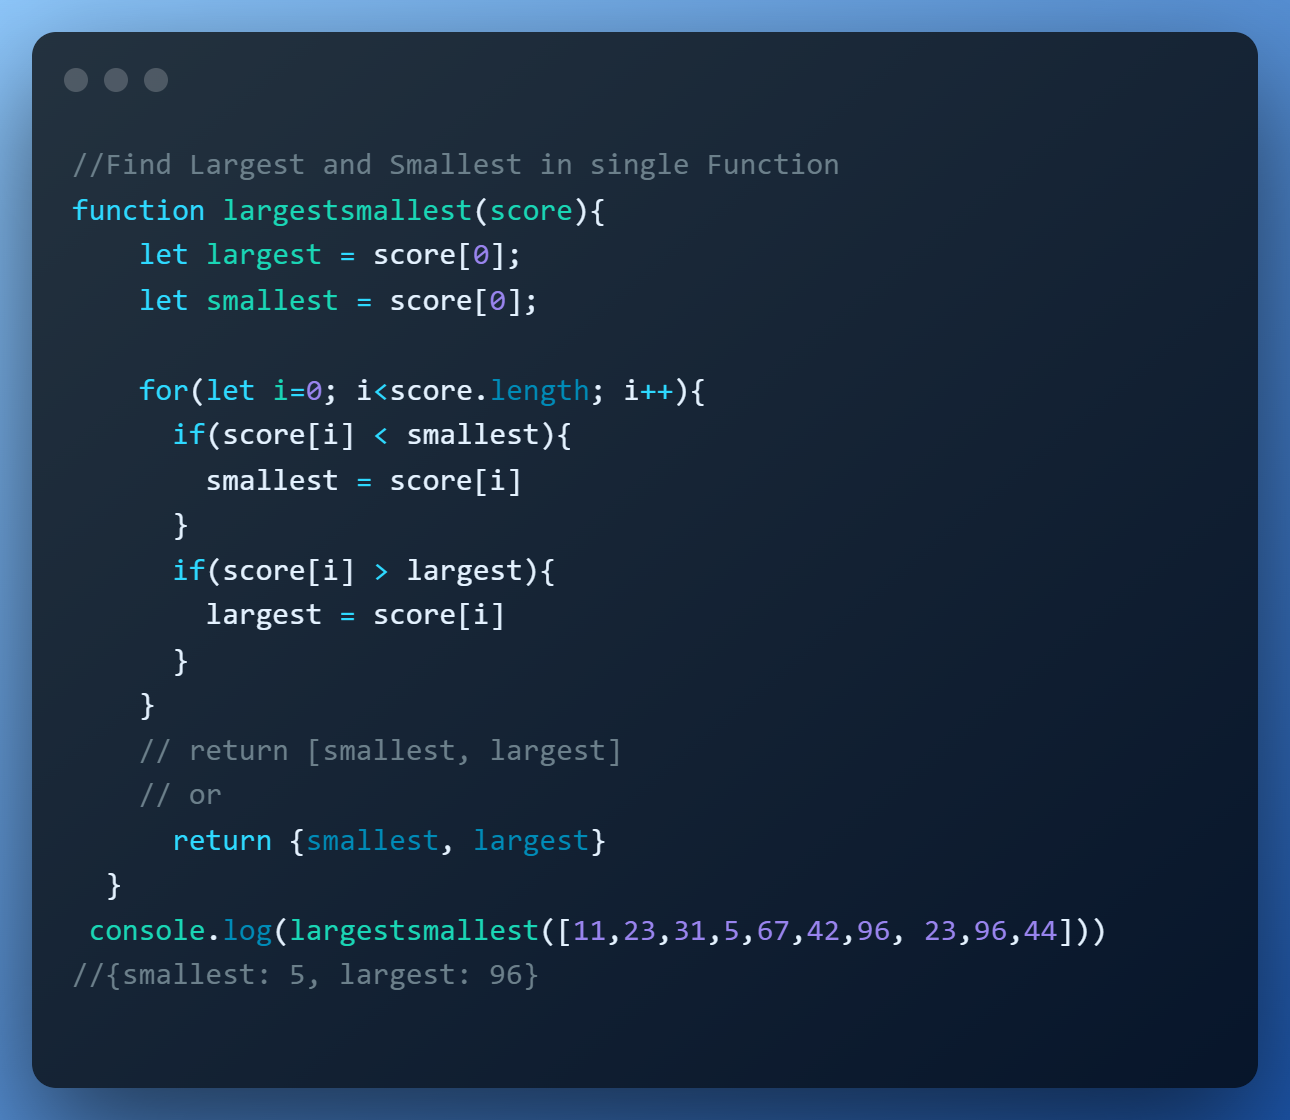 //Find Largest and Smallest in single Function
function largestsmallest(score){
    let largest = score[0];
    let smallest = score[0];

    for(let i=0; i<score.length; i++){
      if(score[i] < smallest){
        smallest = score[i]
      }
      if(score[i] > largest){
        largest = score[i]
      }
    }
    // return [smallest, largest]
    // or
      return {smallest, largest}
  }
 console.log(largestsmallest([11,23,31,5,67,42,96, 23,96,44]))
//{smallest: 5, largest: 96}